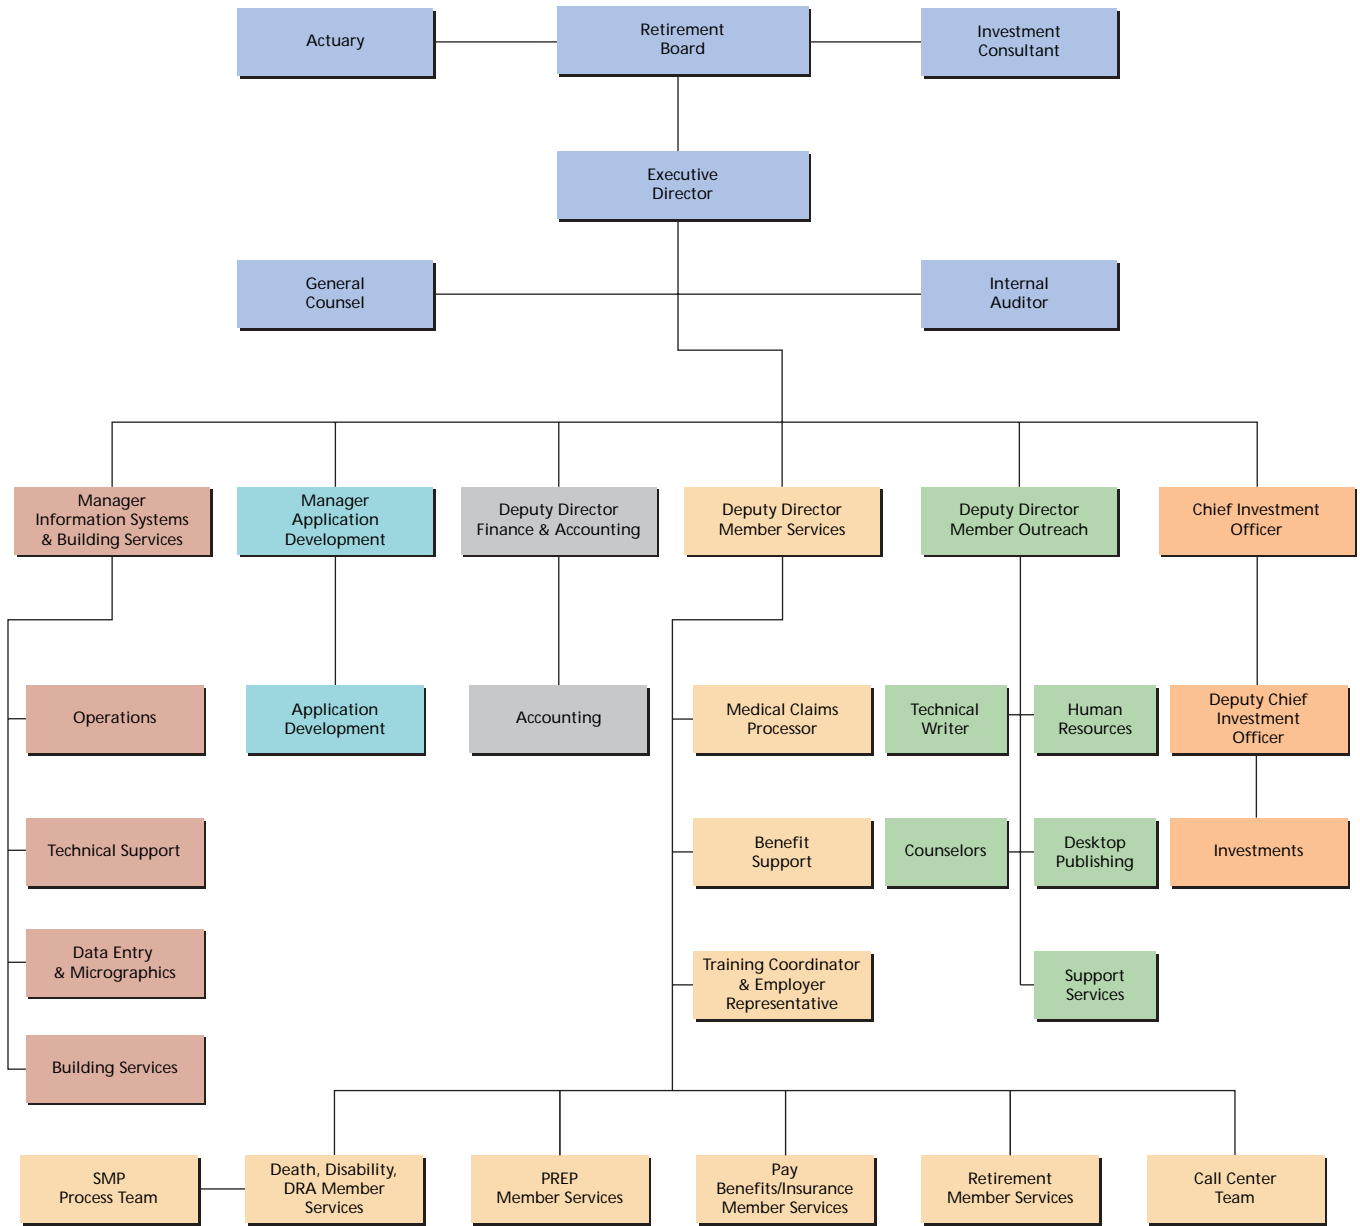 Actuary
Retirement
Board
Investment
Consultant
Executive
Director
General
Counsel
Internal
Auditor
Manager
Information Systems
& Building Services
Manager
Application
Development
Deputy Director
Finance & Accounting
Deputy Director
Member Services
Deputy Director
Member Outreach
Chief Investment
Officer
Operations
Application
Development
Accounting
Medical Claims
Processor
Technical
Writer
Human
Resources
Deputy Chief
Investment
Officer
Technical Support
Benefit
Support
Counselors
Desktop
Publishing
Investments
Data Entry
& Micrographics
Training Coordinator
& Employer
Representative
Support
Services
Building Services
SMP
Process Team
Death, Disability,
DRA Member
Services
PREP
Member Services
Pay
Benefits/Insurance
Member Services
Retirement
Member Services
Call Center
Team